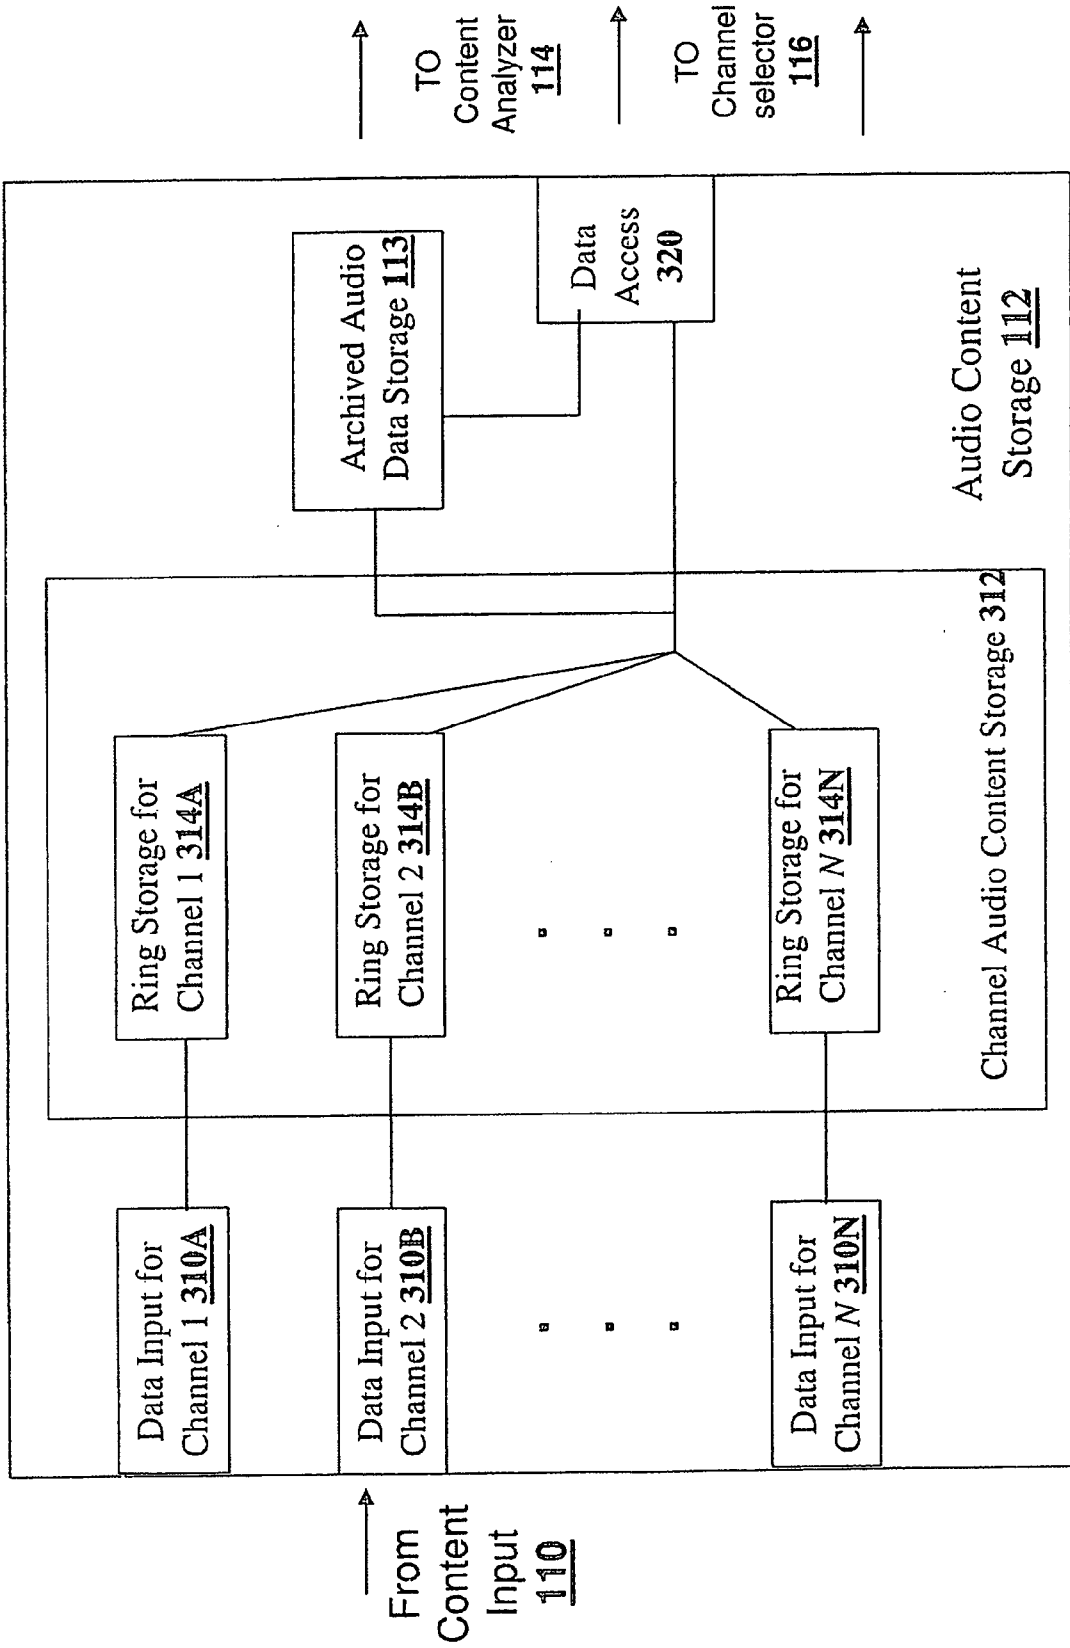 From
Content
Input
110
Data Input for
Channel 1 310A
Data Input for
Channel 2 310B
Data Input for
Channel N 310N
Ring Storage for
Channel 1 314A
Ring Storage for
Channel 2 314B
Ring Storage for
Channel N 314N
Channel Audio Content Storage 312
Archived Audio
Data Storage 113
Data
Access
320
Audio Content
Storage 112
TO
Content
Analyzer
114
TO
Channel
selector
116